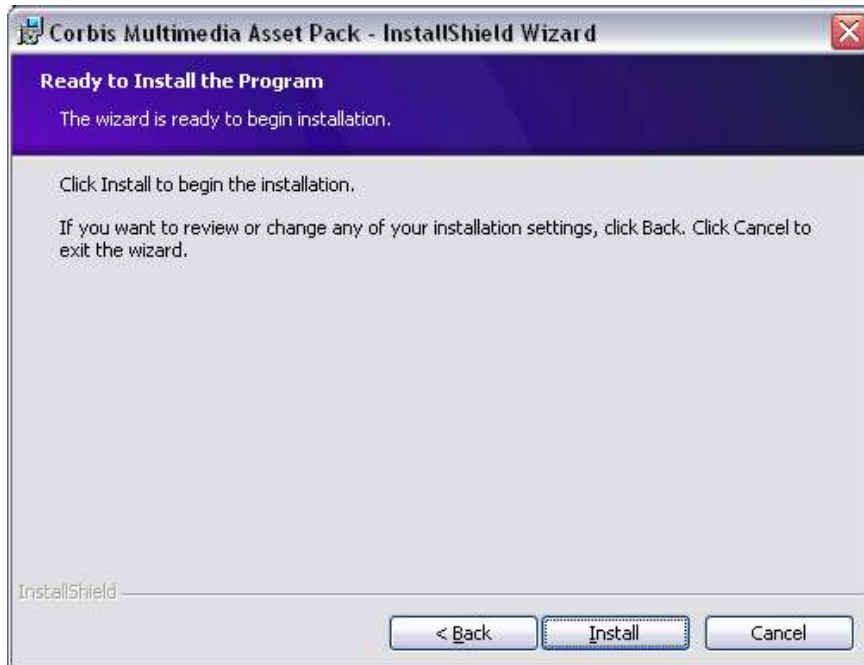 Corbis Multimedia Asset Pack - InstallShield Wizard
Ready to Install the Program
The wizard is ready to begin installation.
Click Install to begin the installation.
If you want to review or change any of your installation settings, click Back. Click Cancel to
exit the wizard.
InstallShield
< Back Install Cancel